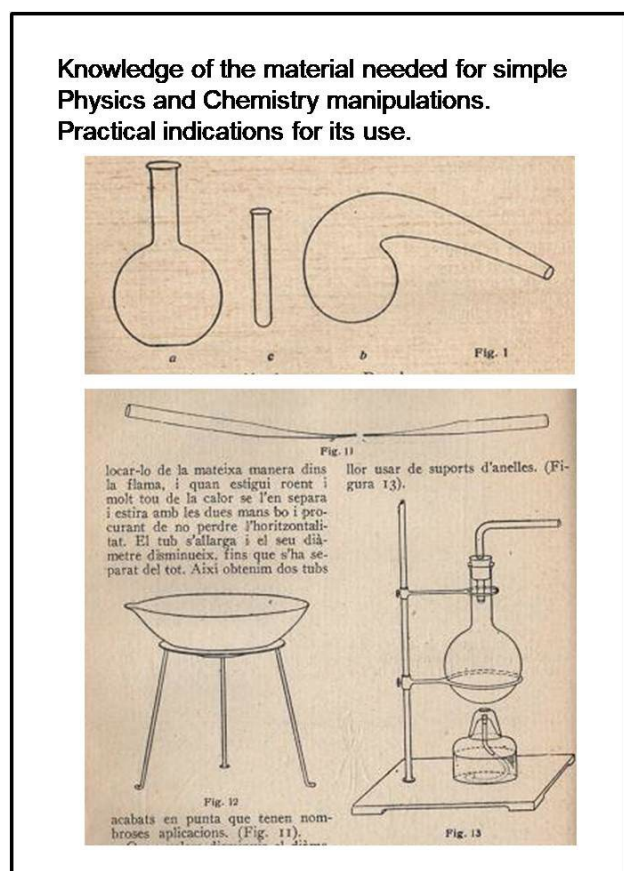 Knowledge of the material needed for simple
Physics and Chemistry manipulations.
Practical indications for its use.
a
c
b
Fig. 1
Fig. 11
locar-lo de la mateixa manera dins
la flama, i quan estigui roent i
molt tou de la calor se l'en separa
i estira amb les dues mans bo i pro-
curant de no perdre l'horitzontali-
tat. El tub s'allarga i el seu dià-
metre disminueix, fins que s'ha se-
parat del tot. Així obtenim dos tubs
Fig. 12
acabats en punta que tenen nom-
broses aplicacions. (Fig. 11).
llor usar de suports d'anelles. (Fi-
gura 13).
Fig. 13